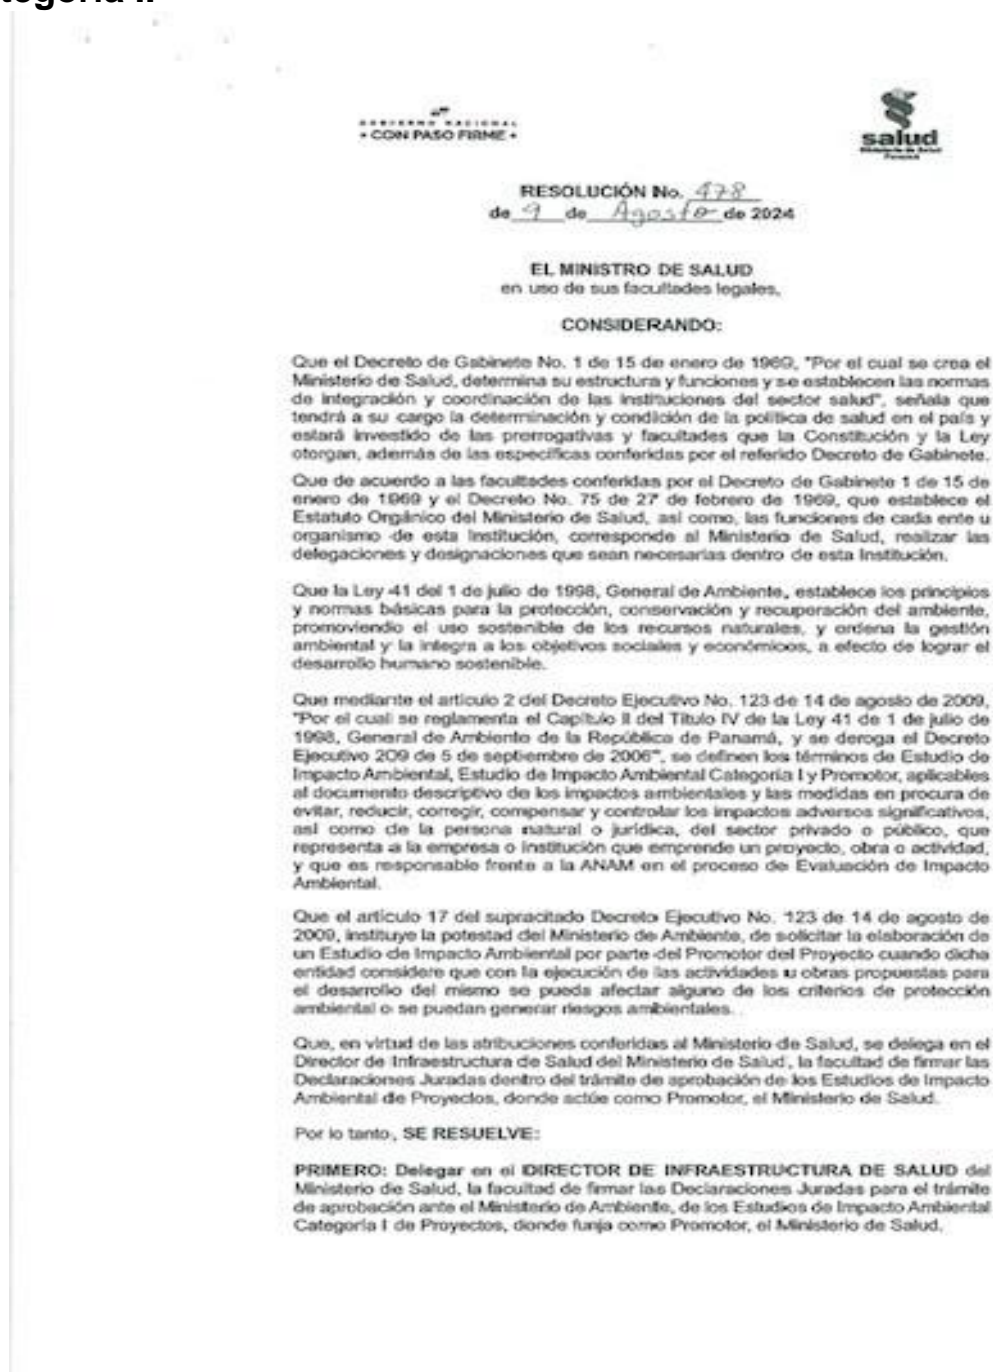 tegoría II
GOBIERNO NACIONAL
• CON PASO FIRME •
salud
Ministerio de Salud
Panamá
RESOLUCIÓN No. 478
de 9 de Agosto de 2024
EL MINISTRO DE SALUD
en uso de sus facultades legales,
CONSIDERANDO:
Que el Decreto de Gabinete No. 1 de 15 de enero de 1969, "Por el cual se crea el
Ministerio de Salud, determina su estructura y funciones y se establecen las normas
de integración y coordinación de las instituciones del sector salud", señala que
tendrá a su cargo la determinación y condición de la política de salud en el país y
estará investido de las prerrogativas y facultades que la Constitución y la Ley
otorgan, además de las específicas conferidas por el referido Decreto de Gabinete.
Que de acuerdo a las facultades conferidas por el Decreto de Gabinete 1 de 15 de
enero de 1969 y el Decreto No. 75 de 27 de febrero de 1969, que establece el
Estatuto Orgánico del Ministerio de Salud, así como, las funciones de cada ente u
organismo de esta Institución, corresponde al Ministerio de Salud, realizar las
delegaciones y designaciones que sean necesarias dentro de esta Institución.
Que la Ley 41 del 1 de julio de 1998, General de Ambiente, establece los principios
y normas básicas para la protección, conservación y recuperación del ambiente,
promoviendo el uso sostenible de los recursos naturales, y ordena la gestión
ambiental y la integra a los objetivos sociales y económicos, a efecto de lograr el
desarrollo humano sostenible.
Que mediante el artículo 2 del Decreto Ejecutivo No. 123 de 14 de agosto de 2009,
"Por el cual se reglamenta el Capítulo II del Título IV de la Ley 41 de 1 de julio de
1998, General de Ambiente de la República de Panamá, y se deroga el Decreto
Ejecutivo 209 de 5 de septiembre de 2006", se definen los términos de Estudio de
Impacto Ambiental, Estudio de Impacto Ambiental Categoría I y Promotor, aplicables
al documento descriptivo de los impactos ambientales y las medidas en procura de
evitar, reducir, corregir, compensar y controlar los impactos adversos significativos,
así como de la persona natural o jurídica, del sector privado o público, que
representa a la empresa o institución que emprende un proyecto, obra o actividad,
y que es responsable frente a la ANAM en el proceso de Evaluación de Impacto
Ambiental.
Que el artículo 17 del supracitado Decreto Ejecutivo No. 123 de 14 de agosto de
2009, instituye la potestad del Ministerio de Ambiente, de solicitar la elaboración de
un Estudio de Impacto Ambiental por parte del Promotor del Proyecto cuando dicha
entidad considere que con la ejecución de las actividades u obras propuestas para
el desarrollo del mismo se pueda afectar alguno de los criterios de protección
ambiental o se puedan generar riesgos ambientales.
Que, en virtud de las atribuciones conferidas al Ministerio de Salud, se delega en el
Director de Infraestructura de Salud del Ministerio de Salud, la facultad de firmar las
Declaraciones Juradas dentro del trámite de aprobación de los Estudios de Impacto
Ambiental de Proyectos, donde actúe como Promotor, el Ministerio de Salud.
Por lo tanto, SE RESUELVE:
PRIMERO: Delegar en el DIRECTOR DE INFRAESTRUCTURA DE SALUD del
Ministerio de Salud, la facultad de firmar las Declaraciones Juradas para el trámite
de aprobación ante el Ministerio de Ambiente, de los Estudios de Impacto Ambiental
Categoría I de Proyectos, donde funja como Promotor, el Ministerio de Salud.